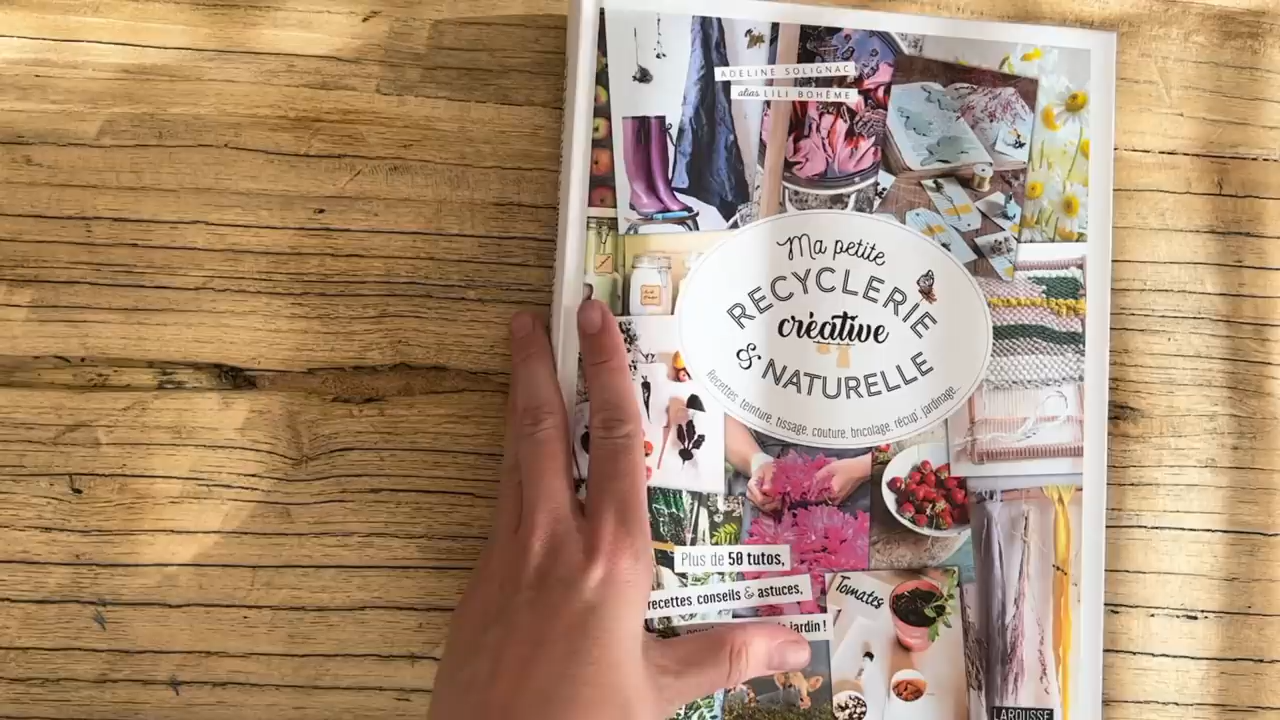 ADELINE SOLIGNAC
alias LILI BOHÈME
Ma petite
RECYCLERIE
créative
& NATURELLE
Recettes, teinture, tissage, couture, bricolage, récup', jardinage...
Plus de 50 tutos,
recettes, conseils & astuces,
jardin !
Tomates
LAROUSSE